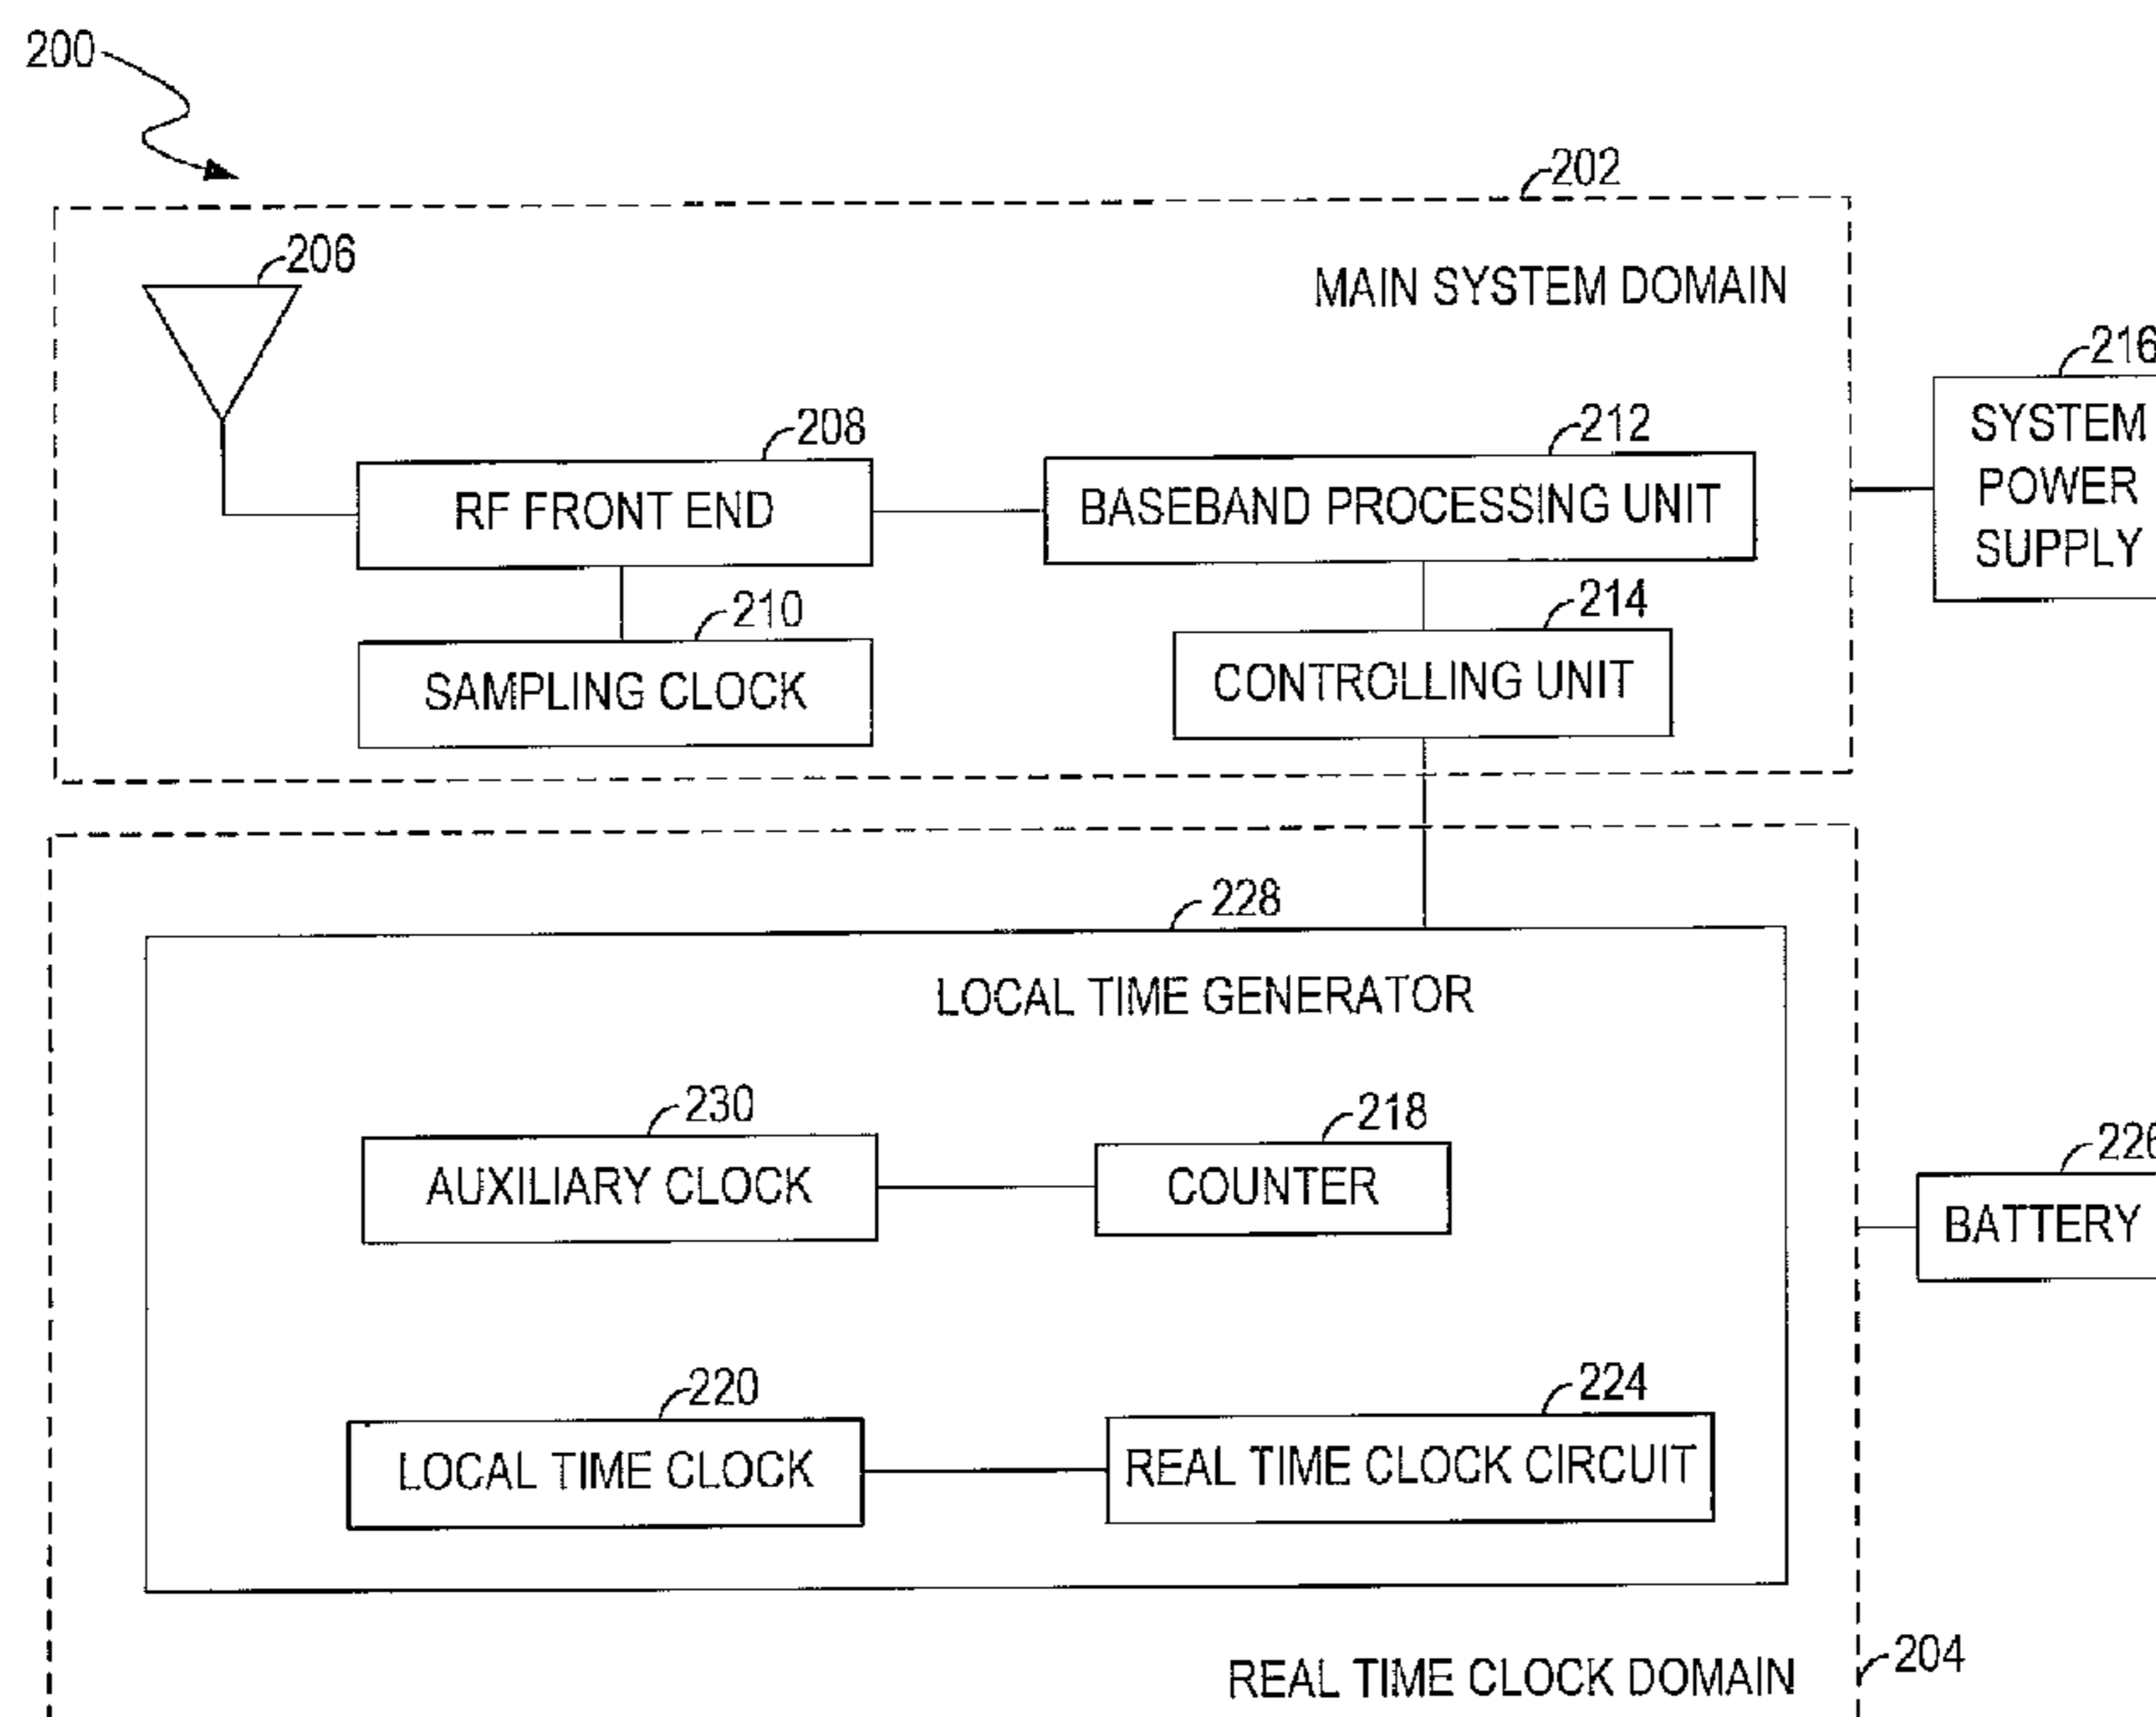 200
202
206
MAIN SYSTEM DOMAIN
216
SYSTEM
POWER
SUPPLY
208
RF FRONT END
212
BASEBAND PROCESSING UNIT
210
SAMPLING CLOCK
214
CONTROLLING UNIT
228
LOCAL TIME GENERATOR
230
AUXILIARY CLOCK
218
COUNTER
226
BATTERY
220
LOCAL TIME CLOCK
224
REAL TIME CLOCK CIRCUIT
204
REAL TIME CLOCK DOMAIN